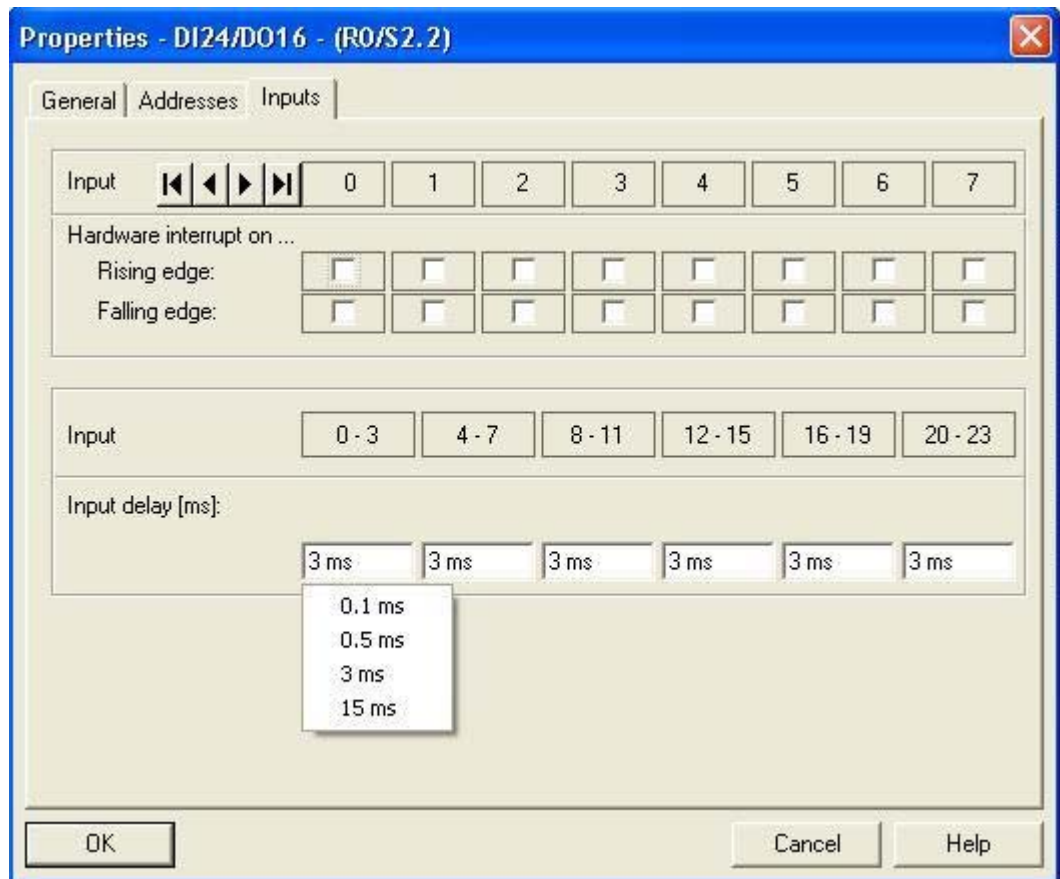 Properties - DI24/DO16 - (R0/S2.2)
General Addresses Inputs
Input 0 1 2 3 4 5 6 7
Hardware interrupt on ...
Rising edge:
Falling edge:
Input 0 - 3 4 - 7 8 - 11 12 - 15 16 - 19 20 - 23
Input delay [ms]:
3 ms 3 ms 3 ms 3 ms 3 ms 3 ms
0.1 ms
0.5 ms
3 ms
15 ms
OK Cancel Help